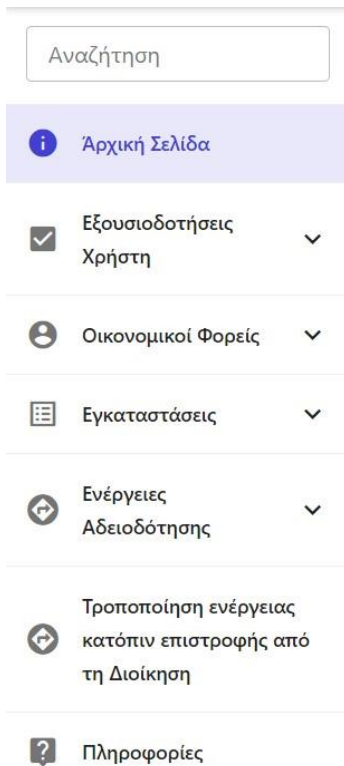 Αναζήτηση
Άρχική Σελίδα
Εξουσιοδοτήσεις
Χρήστη
Οικονομικοί Φορείς
Εγκαταστάσεις
Ενέργειες
Αδειοδότησης
Τροποποίηση ενέργειας
κατόπιν επιστροφής από
τη Διοίκηση
Πληροφορίες